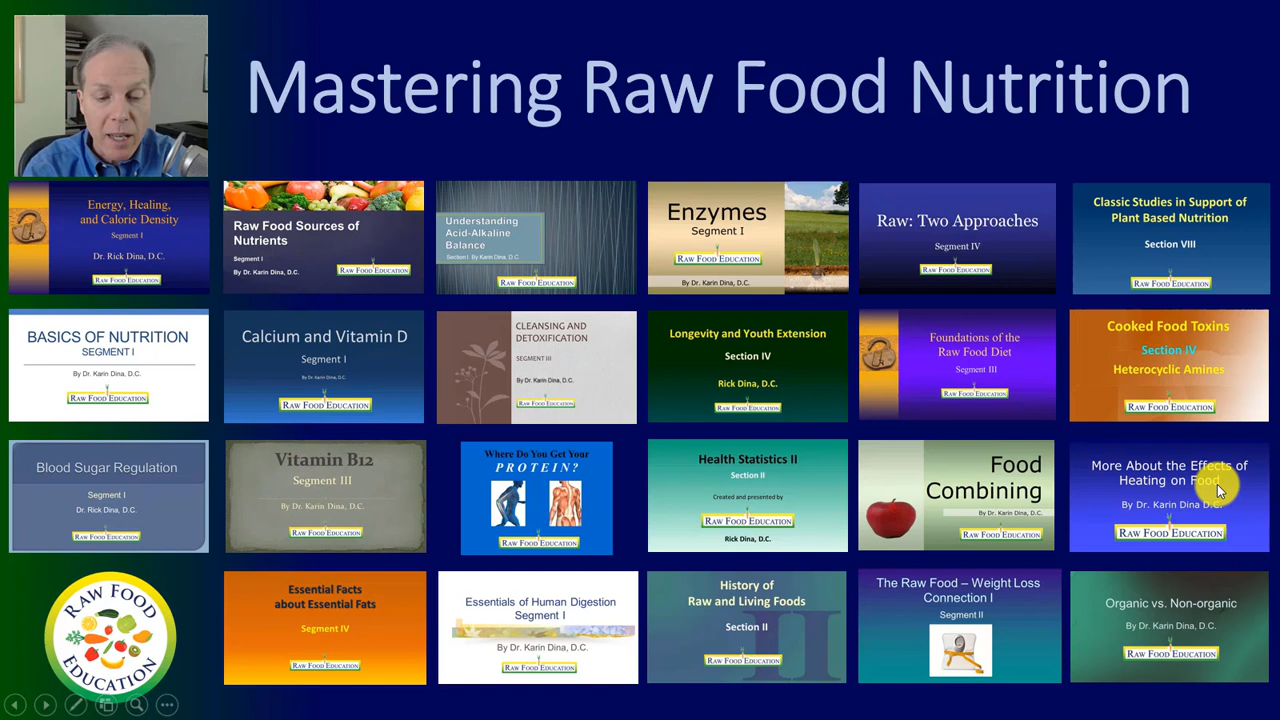 Mastering Raw Food Nutrition
Energy, Healing,
and Calorie Density
Segment I
Dr. Rick Dina, D.C.
RAW FOOD EDUCATION
Raw Food Sources of
Nutrients
Segment I
By Dr. Karin Dina, D.C.
RAW FOOD EDUCATION
Understanding
Acid-Alkaline
Balance
Section I By Karin Dina, D.C.
RAW FOOD EDUCATION
Enzymes
Segment I
RAW FOOD EDUCATION
By Dr. Karin Dina, D.C.
Raw: Two Approaches
Segment IV
RAW FOOD EDUCATION
Classic Studies in Support of
Plant Based Nutrition
Section VIII
RAW FOOD EDUCATION
BASICS OF NUTRITION
SEGMENT I
By Dr. Karin Dina, D.C.
RAW FOOD EDUCATION
Calcium and Vitamin D
Segment I
By Dr. Karin Dina, D.C.
RAW FOOD EDUCATION
CLEANSING AND
DETOXIFICATION
SEGMENT III
By Dr. Karin Dina, D.C.
RAW FOOD EDUCATION
Longevity and Youth Extension
Section IV
Rick Dina, D.C.
RAW FOOD EDUCATION
Foundations of the
Raw Food Diet
Segment III
RAW FOOD EDUCATION
Cooked Food Toxins
Section IV
Heterocyclic Amines
RAW FOOD EDUCATION
Blood Sugar Regulation
Segment I
Dr. Rick Dina, D.C.
RAW FOOD EDUCATION
Vitamin B12
Segment III
By Dr. Karin Dina, D.C.
RAW FOOD EDUCATION
Where Do You Get Your
PROTEIN?
RAW FOOD EDUCATION
Health Statistics II
Section II
Created and presented by
RAW FOOD EDUCATION
Rick Dina, D.C.
Food
Combining
By Dr. Karin Dina, D.C.
RAW FOOD EDUCATION
More About the Effects of
Heating on Food
By Dr. Karin Dina D.C.
RAW FOOD EDUCATION
RAW FOOD
EDUCATION
Essential Facts
about Essential Fats
Segment IV
RAW FOOD EDUCATION
Essentials of Human Digestion
Segment I
By Dr. Karin Dina, D.C.
RAW FOOD EDUCATION
History of
Raw and Living Foods
Section II
II
RAW FOOD EDUCATION
The Raw Food – Weight Loss
Connection I
Segment II
Organic vs. Non-organic
By Dr. Karin Dina, D.C.
RAW FOOD EDUCATION